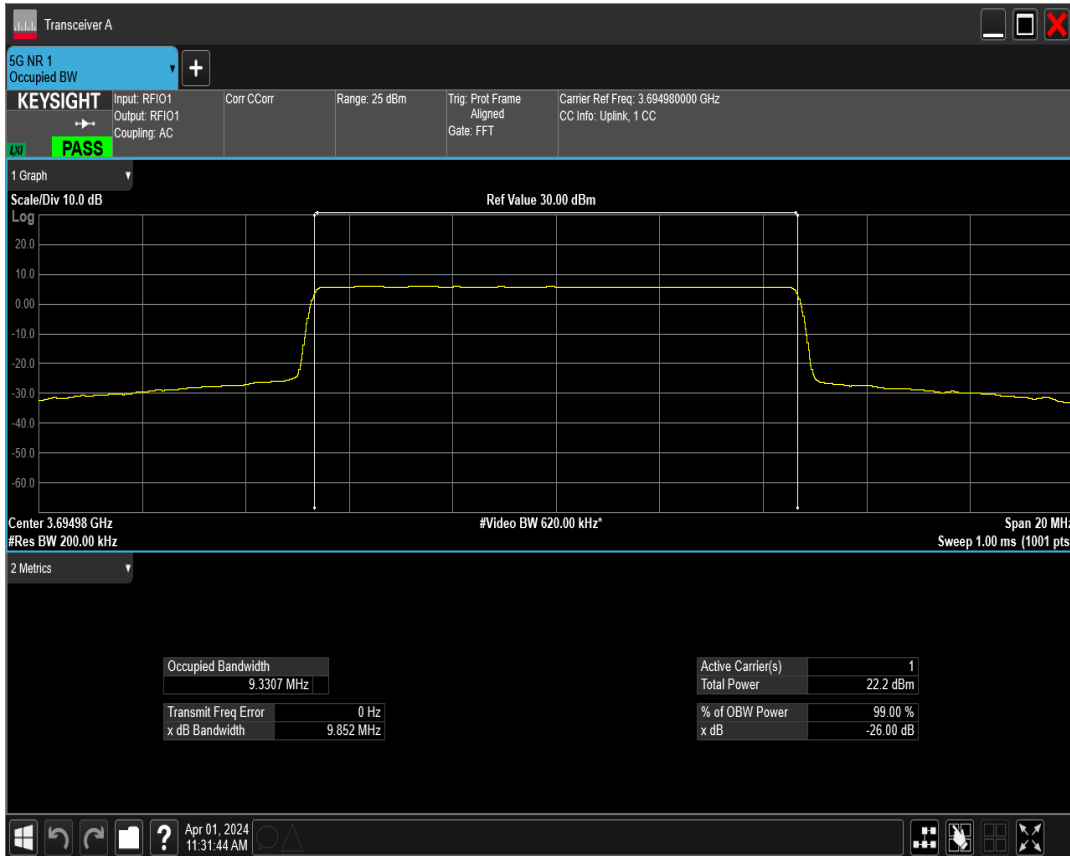 Transceiver A
5G NR 1
Occupied BW
+
KEYSIGHT
LXI
PASS
Input: RFIO1
Output: RFIO1
Coupling: AC
Corr CCorr
Range: 25 dBm
Trig: Prot Frame
Aligned
Gate: FFT
Carrier Ref Freq: 3.694980000 GHz
CC Info: Uplink, 1 CC
1 Graph
Scale/Div 10.0 dB
Ref Value 30.00 dBm
Log
20.0
10.0
0.00
-10.0
-20.0
-30.0
-40.0
-50.0
-60.0
Center 3.69498 GHz
#Video BW 620.00 kHz*
Span 20 MHz
#Res BW 200.00 kHz
Sweep 1.00 ms (1001 pts
2 Metrics
Occupied Bandwidth
9.3307 MHz
Transmit Freq Error 0 Hz
x dB Bandwidth 9.852 MHz
Active Carrier(s) 1
Total Power 22.2 dBm
% of OBW Power 99.00 %
x dB -26.00 dB
?
Apr 01, 2024
11:31:44 AM